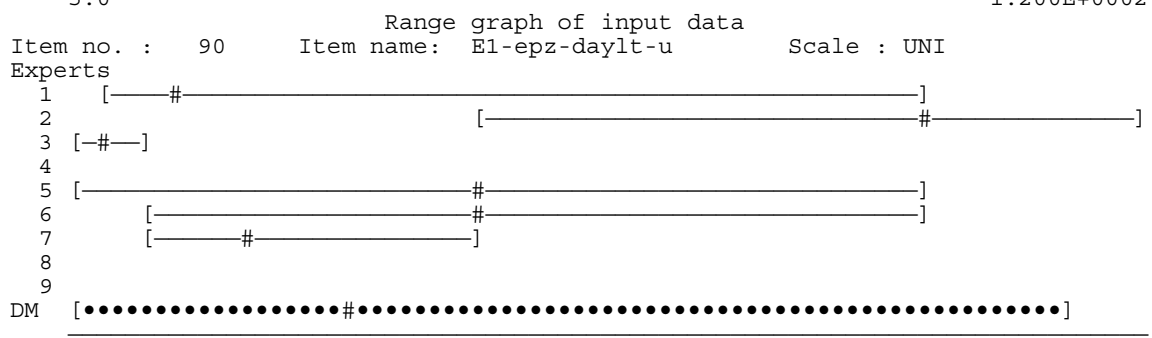 Range graph of input data
Item no. : 90 Item name: E1-epz-daylt-u Scale : UNI
Experts
1 [—————#———————————————————————————————————————————————————]
2 [——————————————————————————————#——————————————]
3 [—#——]
4
5 [———————————————————————————#——————————————————————————————]
6 [——————————————————————#——————————————————————————————]
7 [——————#———————————————]
8
9
DM [••••••••••••••••••#•••••••••••••••••••••••••••••••••••••••••••••••••]